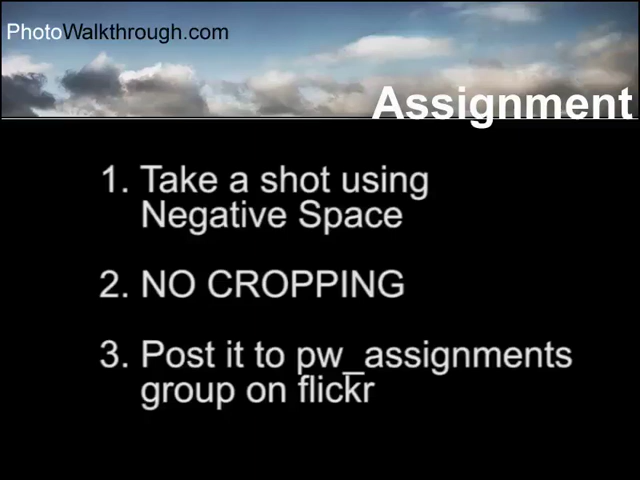 PhotoWalkthrough.com
Assignment
1. Take a shot using
Negative Space
2. NO CROPPING
3. Post it to pw_assignments
group on flickr